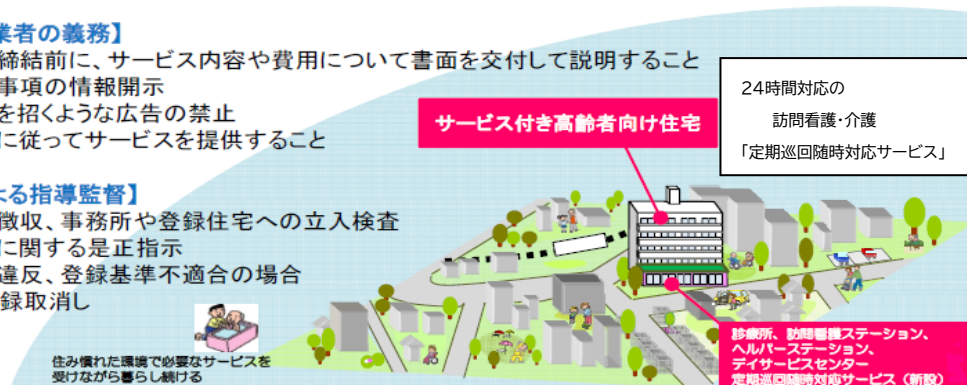 業者の義務】
締結前に、サービス内容や費用について書面を交付して説明すること
事項の情報開示
を招くような広告の禁止
に従ってサービスを提供すること
よる指導監督】
徴収、事務所や登録住宅への立入検査
に関する是正指示
違反、登録基準不適合の場合
録取消し
住み慣れた環境で必要なサービスを
受けながら暮らし続ける
サービス付き高齢者向け住宅
24時間対応の
訪問看護・介護
「定期巡回随時対応サービス」
診療所、訪問看護ステーション、
ヘルパーステーション、
デイサービスセンター
定期巡回随時対応サービス（新設）